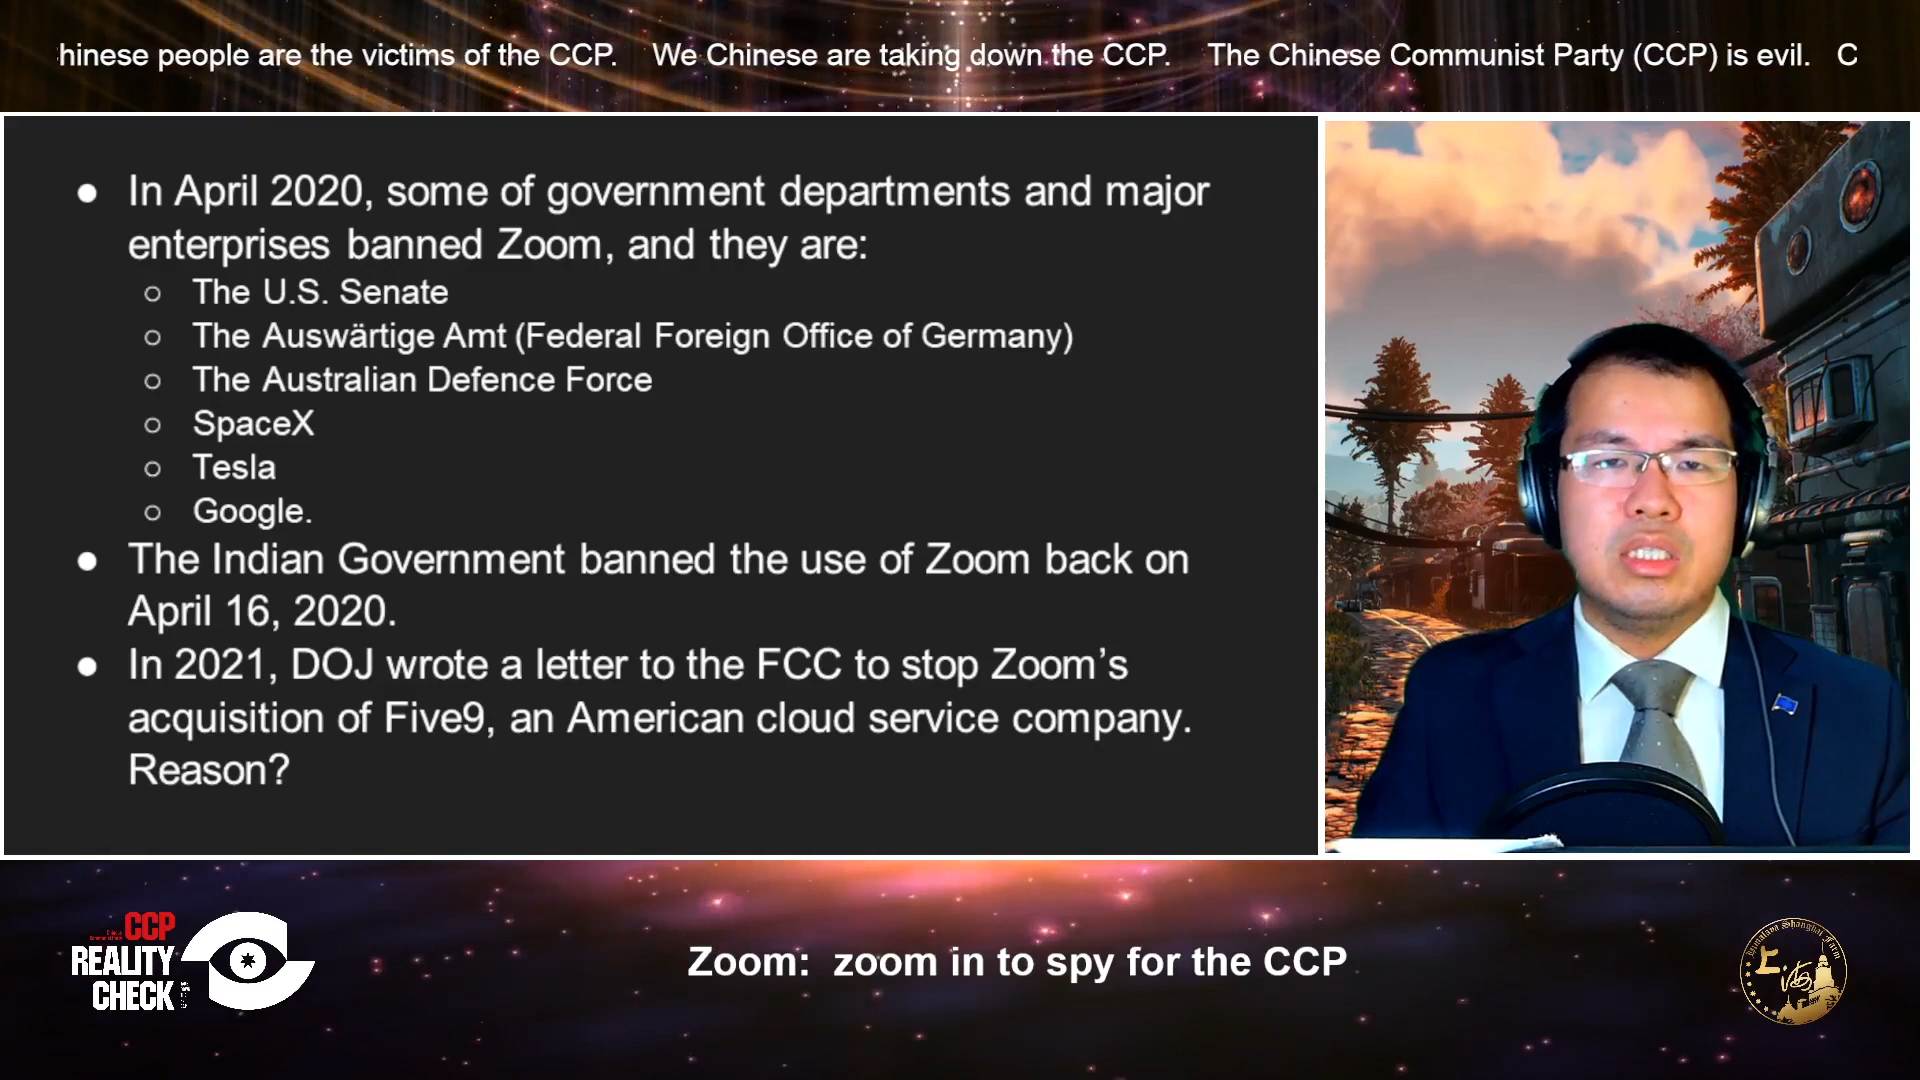 hinese people are the victims of the CCP. We Chinese are taking down the CCP. The Chinese Communist Party (CCP) is evil. C
● In April 2020, some of government departments and major
enterprises banned Zoom, and they are:
○ The U.S. Senate
○ The Auswärtige Amt (Federal Foreign Office of Germany)
○ The Australian Defence Force
○ SpaceX
○ Tesla
○ Google.
● The Indian Government banned the use of Zoom back on
April 16, 2020.
● In 2021, DOJ wrote a letter to the FCC to stop Zoom’s
acquisition of Five9, an American cloud service company.
Reason?
CCP
REALITY
CHECK
Zoom: zoom in to spy for the CCP
Himalaya Shanghai Farm
上海